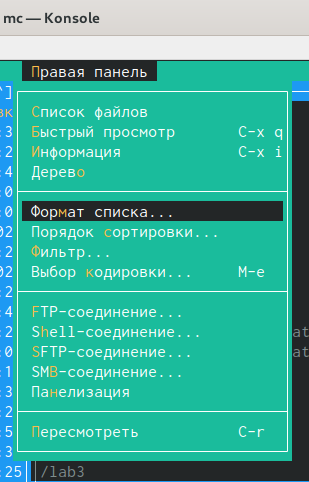 mc — Konsole
Правая панель
Список файлов
Быстрый просмотр C-x q
Информация C-x i
Дерево
Формат списка...
Порядок сортировки...
Фильтр...
Выбор кодировки... M-e
FTP-соединение...
Shell-соединение...
SFTP-соединение...
SMB-соединение...
Панелизация
Пересмотреть C-r
:25 /lab3